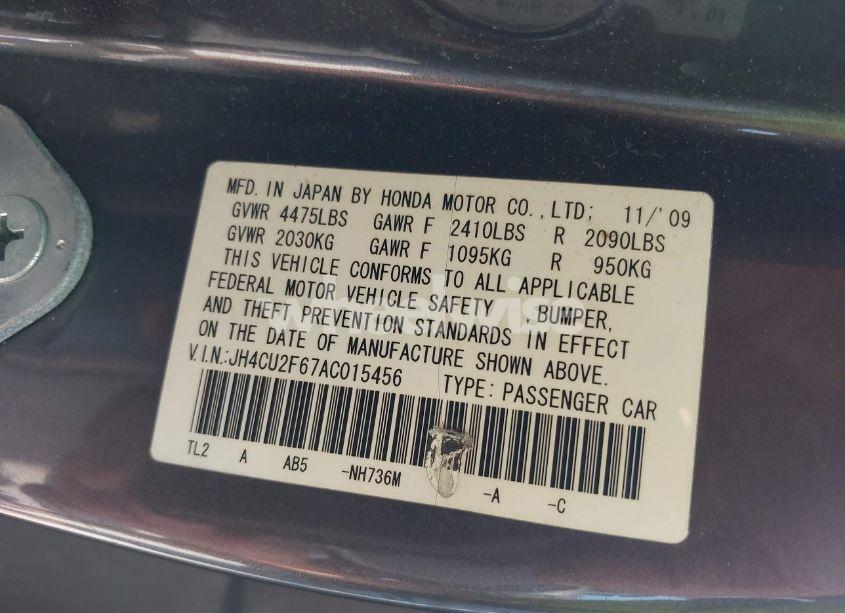 MFD. IN JAPAN BY HONDA MOTOR CO.,LTD; 11/'09
GVWR 4475LBS GAWR F 2410LBS R 2090LBS
GVWR 2030KG GAWR F 1095KG R 950KG
THIS VEHICLE CONFORMS TO ALL APPLICABLE
FEDERAL MOTOR VEHICLE SAFETY ,BUMPER,
AND THEFT PREVENTION STANDARDS IN EFFECT
ON THE DATE OF MANUFACTURE SHOWN ABOVE.
V.I.N.:JH4CU2F67AC015456 TYPE: PASSENGER CAR
TL2 A AB5 -NH736M -A -C
wheelwise